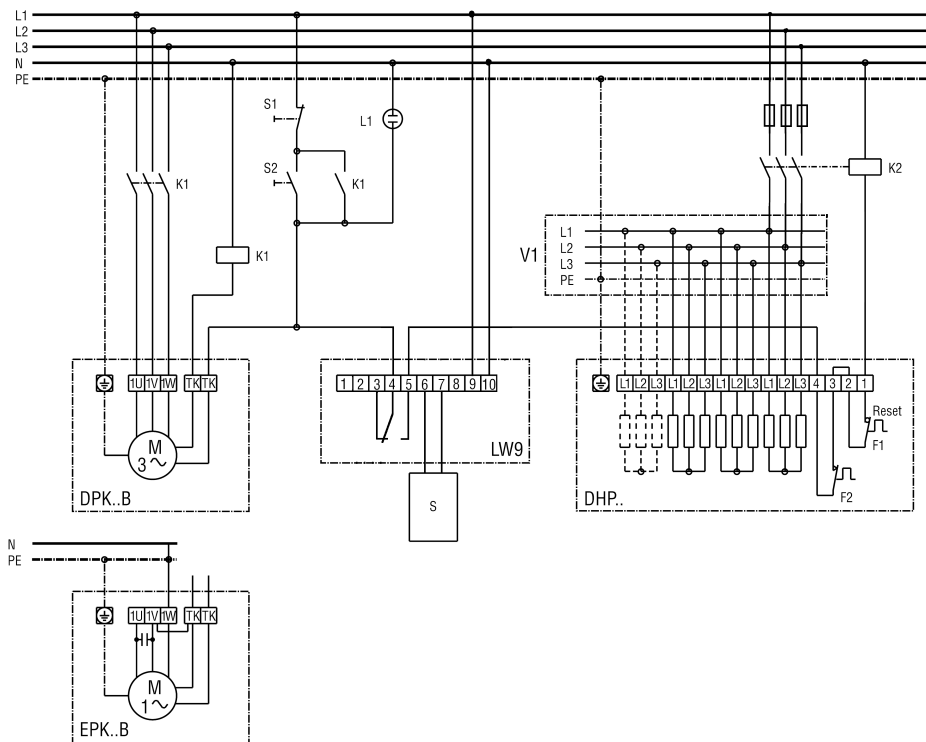 L1
L2
L3
N
PE
S1
L1
S2
K1
K1
K2
K1
V1
L1
L2
L3
PE
1U 1V 1W TK TK
M
3~
DPK..B
1 2 3 4 5 6 7 8 9 10
LW9
S
L1 L2 L3 L1 L2 L3 L1 L2 L3 L1 L2 L3 4 3 2 1
Reset
F1
F2
DHP..
N
PE
1U 1V 1W TK TK
M
1~
EPK..B